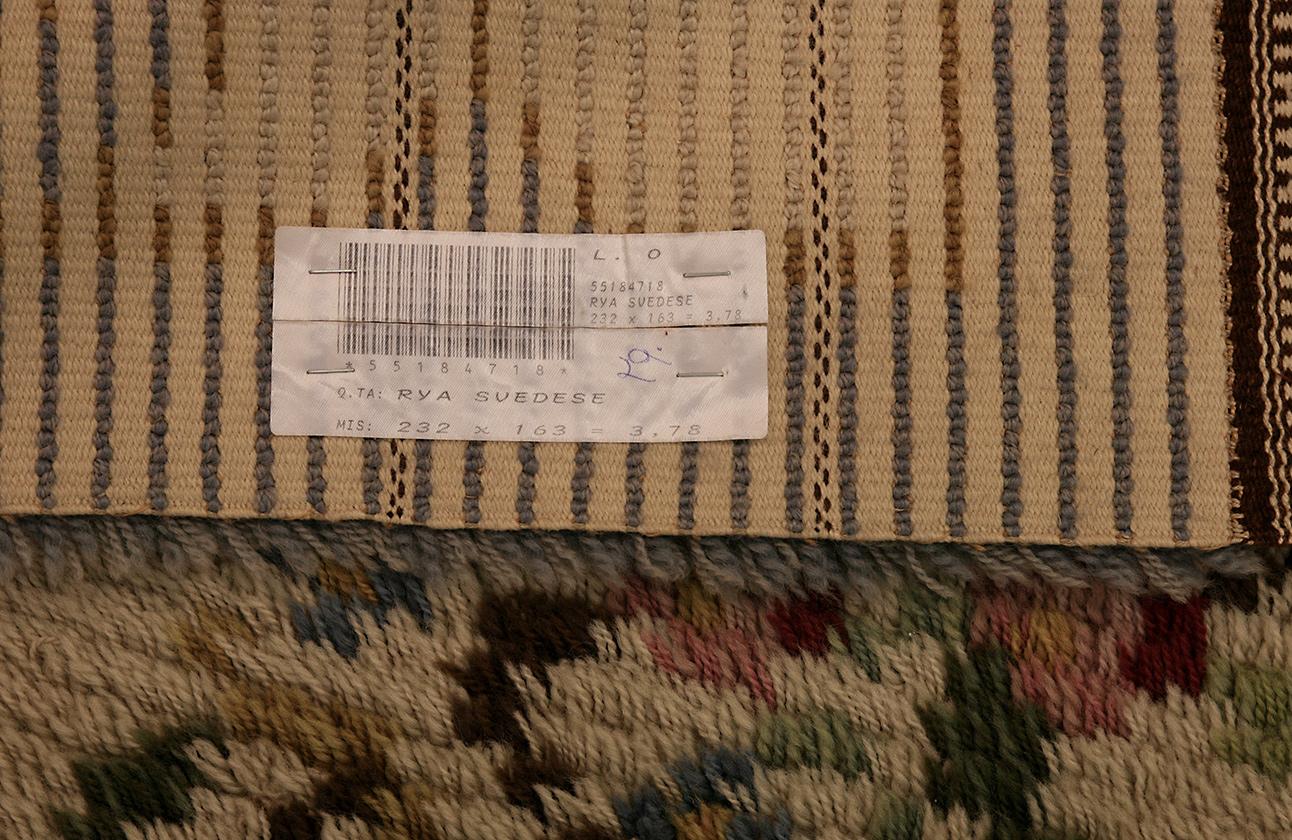 L. O
55184718
RYA SVEDESE
232 x 163 = 3,78
*55184718*
Q.TA: RYA SVEDESE
MIS: 232 x 163 = 3,78